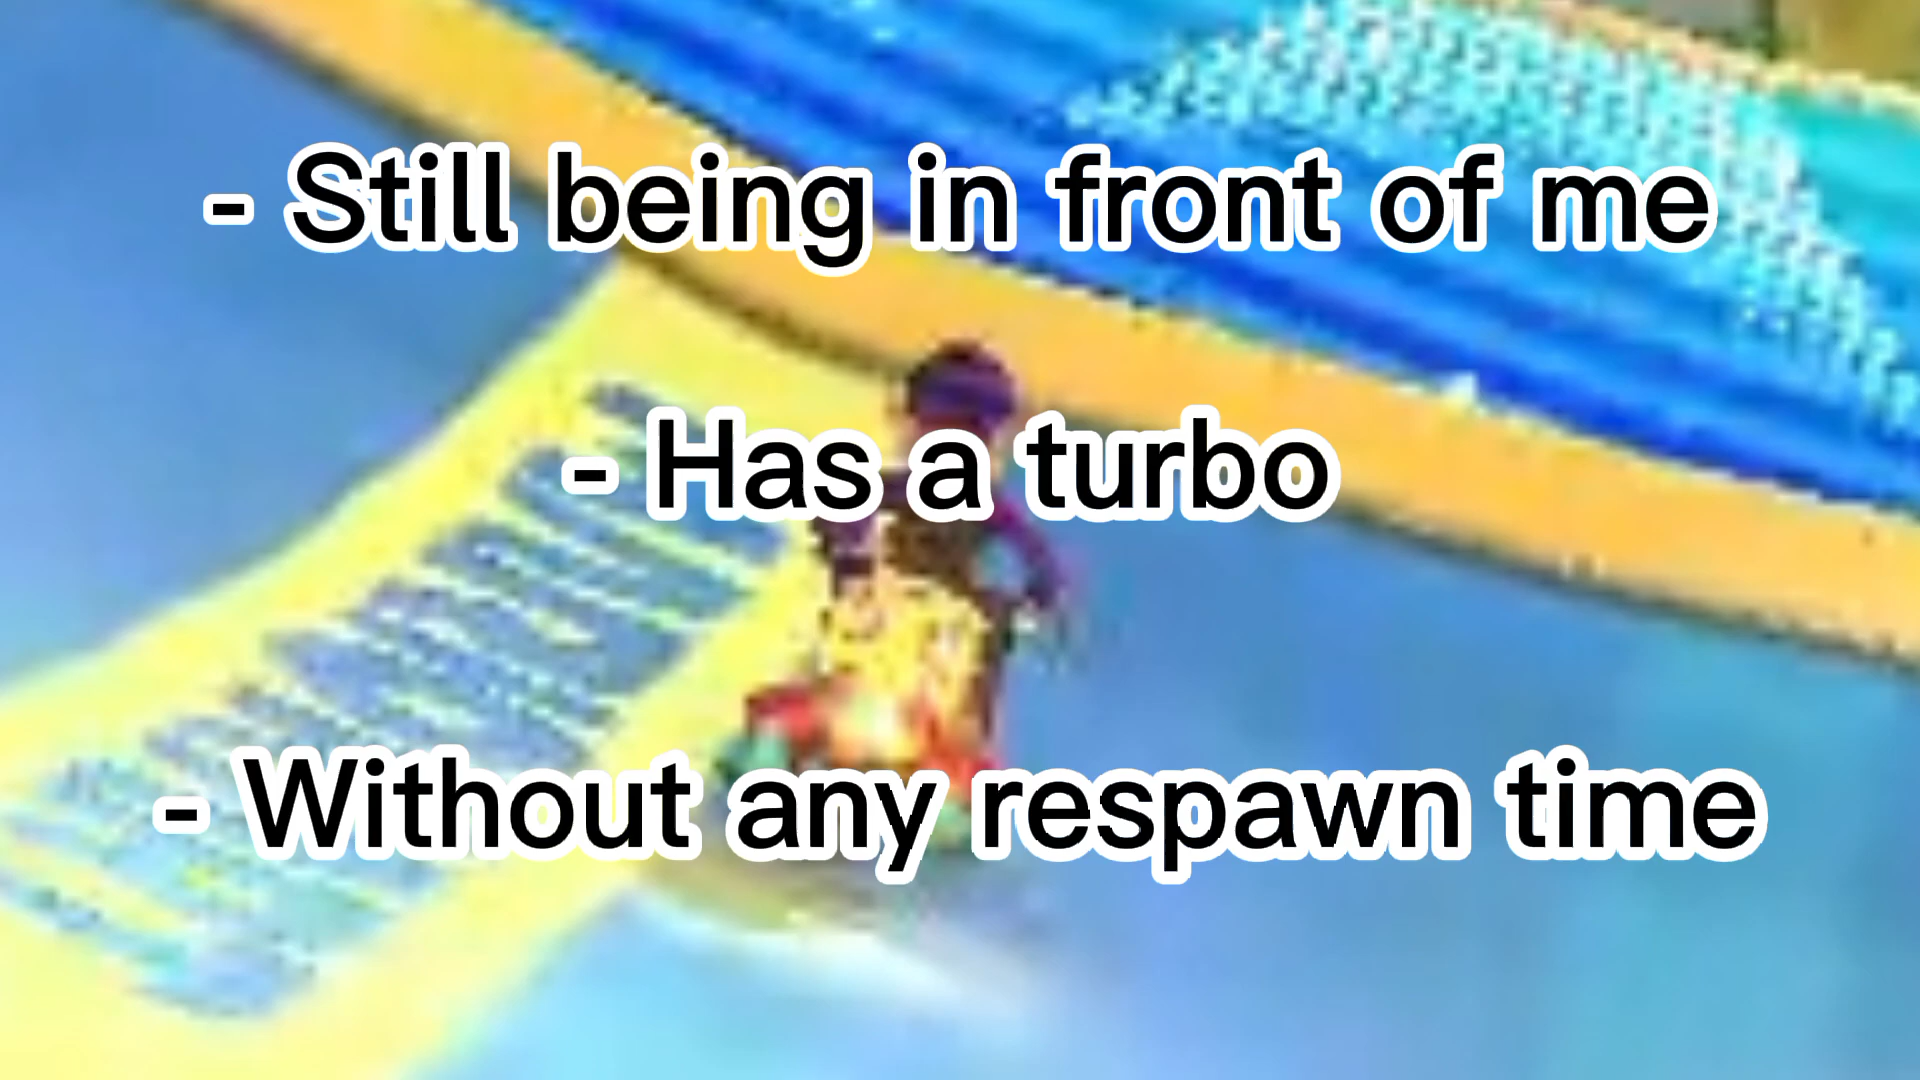 - Still being in front of me
- Has a turbo
- Without any respawn time